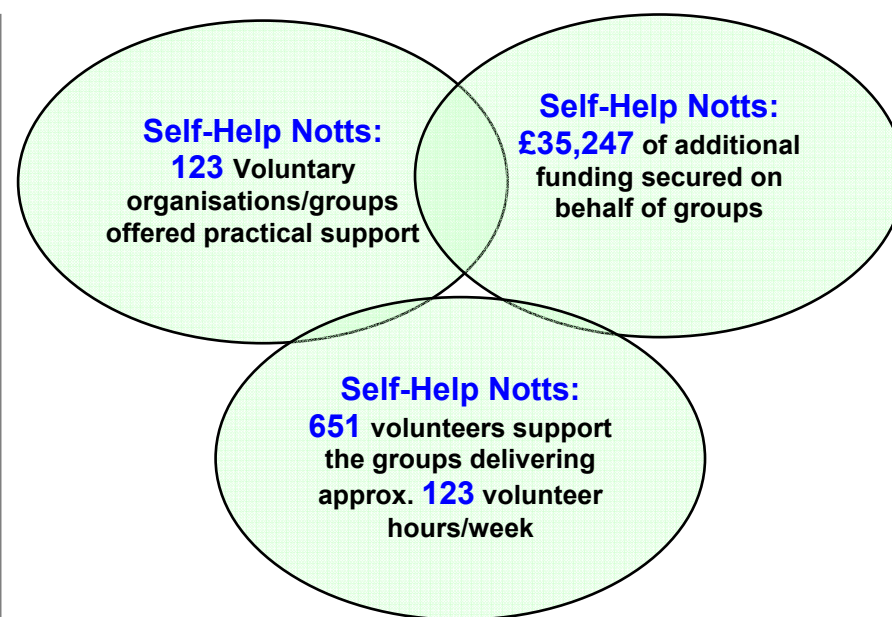 Self-Help Notts:
123 Voluntary
organisations/groups
offered practical support
Self-Help Notts:
£35,247 of additional
funding secured on
behalf of groups
Self-Help Notts:
651 volunteers support
the groups delivering
approx. 123 volunteer
hours/week